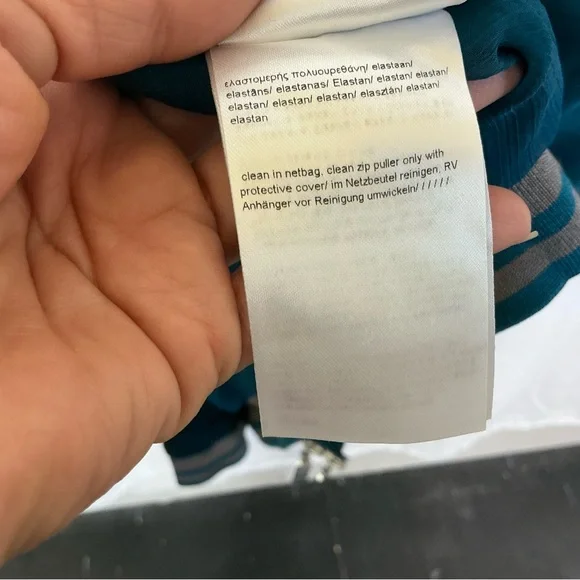 ελαστομερής πολυουρεθάνη/ elastaan/
elastāns/ elastanas/ Elastan/ elastan/ elastan/
elastan/ elastan/ elastan/ elasztán/ elastan/
elastan
clean in netbag, clean zip puller only with
protective cover/ im Netzbeutel reinigen, RV
Anhänger vor Reinigung umwickeln/ / / / / /